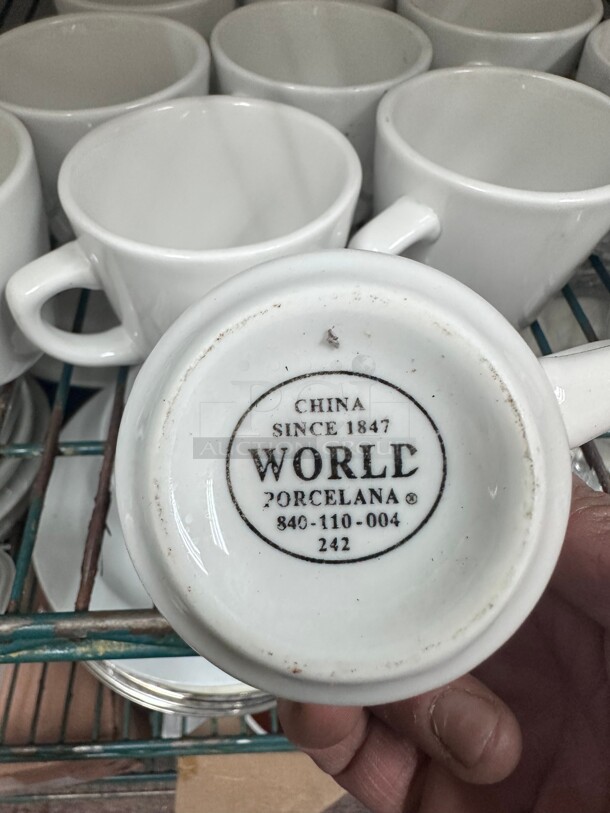 CHINA
SINCE 1847
WORLD
PORCELANA ®
840-110-004
242